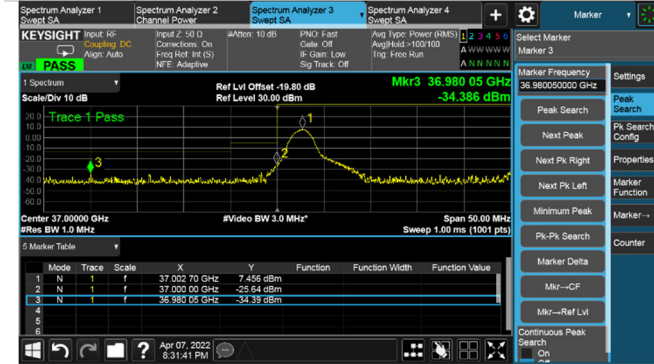 Spectrum Analyzer 1
Swept SA
Spectrum Analyzer 2
Channel Power
Spectrum Analyzer 3
Swept SA
Spectrum Analyzer 4
Swept SA
+
Marker
KEYSIGHT
Input: RF
Coupling: DC
Align: Auto
Input Z: 50 Ω
Corrections: On
Freq Ref: Int (S)
NFE: Adaptive
#Atten: 10 dB
PNO: Fast
Gate: Off
IF Gain: Low
Sig Track: Off
Avg Type: Power (RMS)
Avg|Hold >100/100
Trig: Free Run
1 2 3 4 5 6
A W W W W W
A N N N N N
PASS
Select Marker
Marker 3
1 Spectrum
Scale/Div 10 dB
Ref Lvl Offset -19.80 dB
Ref Level 30.00 dBm
Mkr3 36.980 05 GHz
-34.386 dBm
Trace 1 Pass
20.0
10.0
0.00
-10.0
-20.0
-30.0
-40.0
-50.0
-60.0
1
2
3
Center 37.00000 GHz
#Res BW 1.0 MHz
#Video BW 3.0 MHz*
Span 50.00 MHz
Sweep 1.00 ms (1001 pts)
5 Marker Table
Mode Trace Scale X Y Function Function Width Function Value
1 N 1 f 37.002 70 GHz 7.456 dBm
2 N 1 f 37.000 00 GHz -25.64 dBm
3 N 1 f 36.980 05 GHz -34.39 dBm
4
5
6
Marker Frequency
36.980050000 GHz
Peak Search
Next Peak
Next Pk Right
Next Pk Left
Minimum Peak
Pk-Pk Search
Marker Delta
Mkr→CF
Mkr→Ref Lvl
Continuous Peak
Search
On
Off
Settings
Peak
Search
Pk Search
Config
Properties
Marker
Function
Marker→
Counter
?
Apr 07, 2022
8:31:41 PM